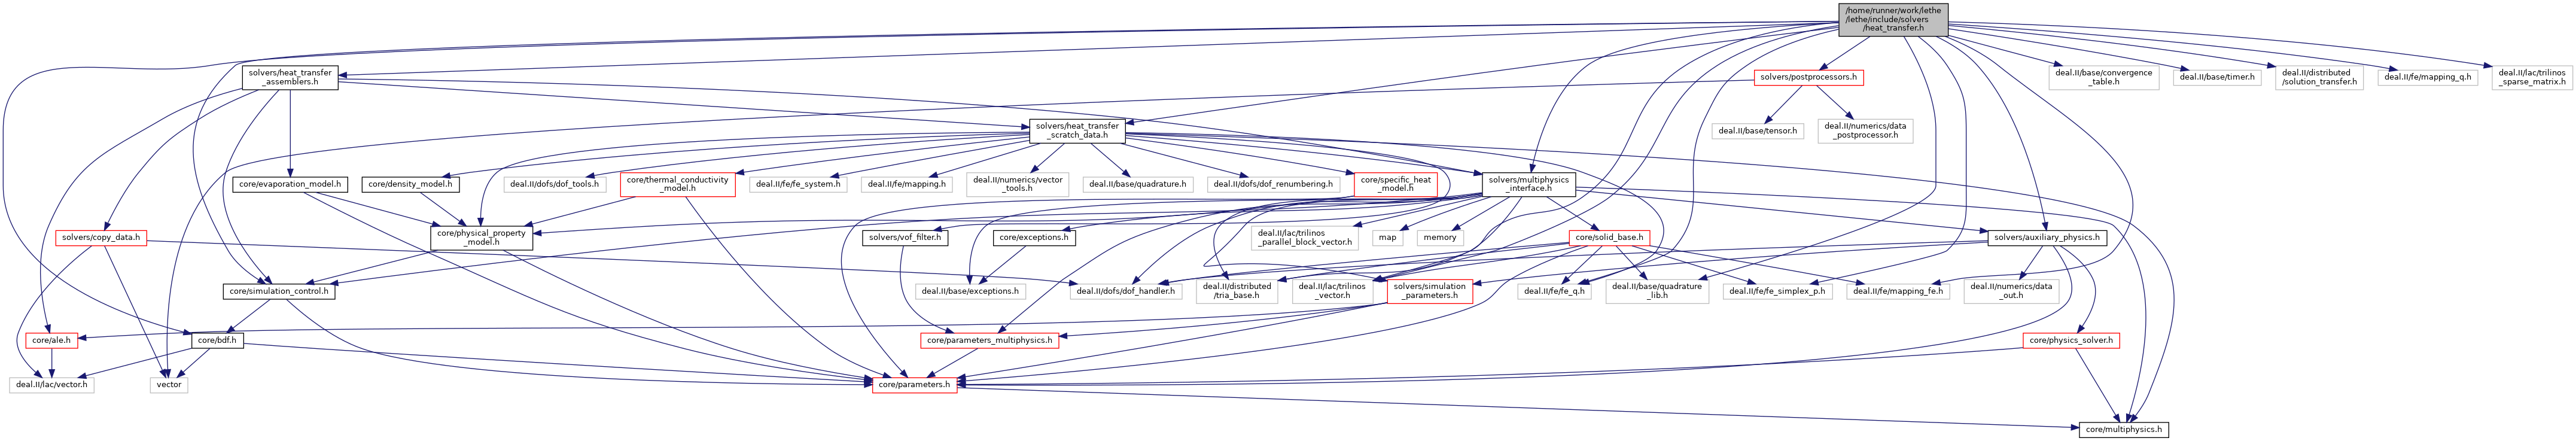 /home/runner/work/lethe
/lethe/include/solvers
/heat_transfer.h
solvers/heat_transfer
_assemblers.h
solvers/postprocessors.h
deal.II/base/convergence
_table.h
deal.II/base/timer.h
deal.II/distributed
/solution_transfer.h
deal.II/fe/mapping_q.h
deal.II/lac/trilinos
_sparse_matrix.h
solvers/heat_transfer
_scratch_data.h
deal.II/base/tensor.h
deal.II/numerics/data
_postprocessor.h
core/evaporation_model.h
core/density_model.h
deal.II/dofs/dof_tools.h
core/thermal_conductivity
_model.h
deal.II/fe/fe_system.h
deal.II/fe/mapping.h
deal.II/numerics/vector
_tools.h
deal.II/base/quadrature.h
deal.II/dofs/dof_renumbering.h
core/specific_heat
_model.h
solvers/multiphysics
_interface.h
solvers/copy_data.h
core/physical_property
_model.h
solvers/vof_filter.h
core/exceptions.h
deal.II/lac/trilinos
_parallel_block_vector.h
map
memory
core/solid_base.h
solvers/auxiliary_physics.h
core/simulation_control.h
deal.II/base/exceptions.h
deal.II/dofs/dof_handler.h
deal.II/distributed
/tria_base.h
deal.II/lac/trilinos
_vector.h
solvers/simulation
_parameters.h
deal.II/fe/fe_q.h
deal.II/base/quadrature
_lib.h
deal.II/fe/fe_simplex_p.h
deal.II/fe/mapping_fe.h
deal.II/numerics/data
_out.h
core/ale.h
core/bdf.h
core/parameters_multiphysics.h
core/physics_solver.h
deal.II/lac/vector.h
vector
core/parameters.h
core/multiphysics.h